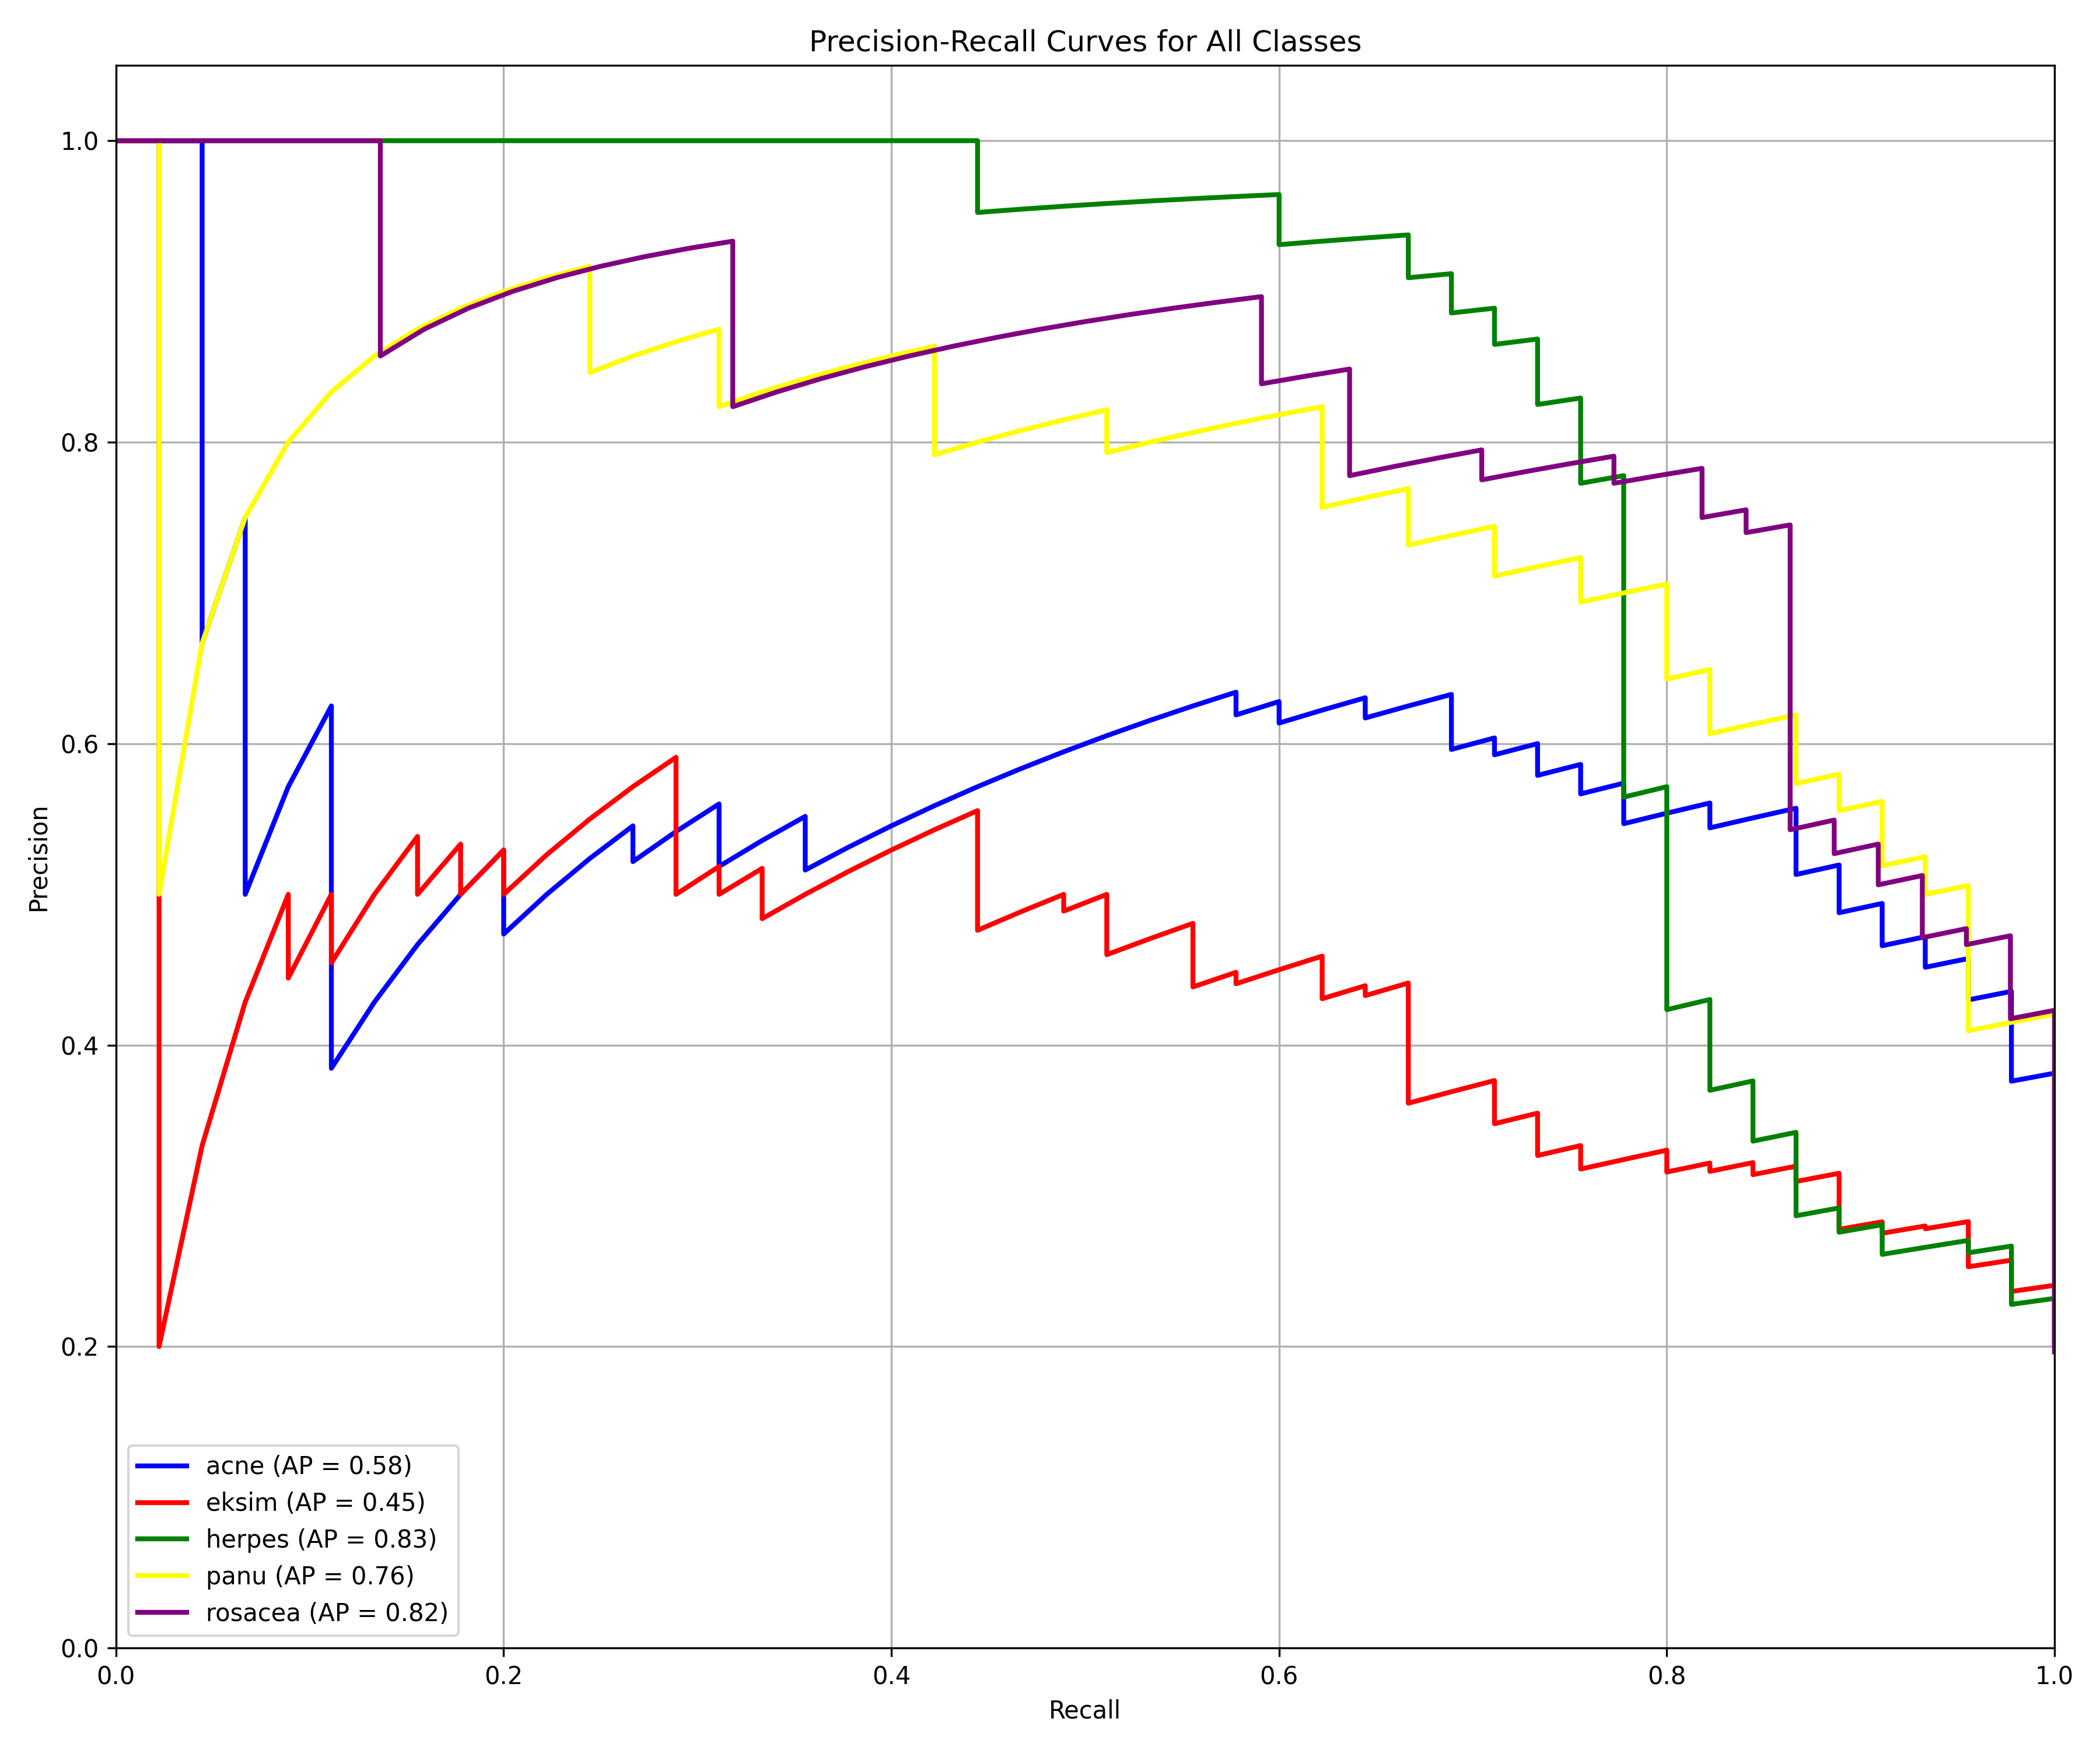 Precision-Recall Curves for All Classes
1.0
0.8
0.6
0.4
0.2
0.0
Precision
0.0 0.2 0.4 0.6 0.8 1.0
Recall
acne (AP = 0.58)
eksim (AP = 0.45)
herpes (AP = 0.83)
panu (AP = 0.76)
rosacea (AP = 0.82)